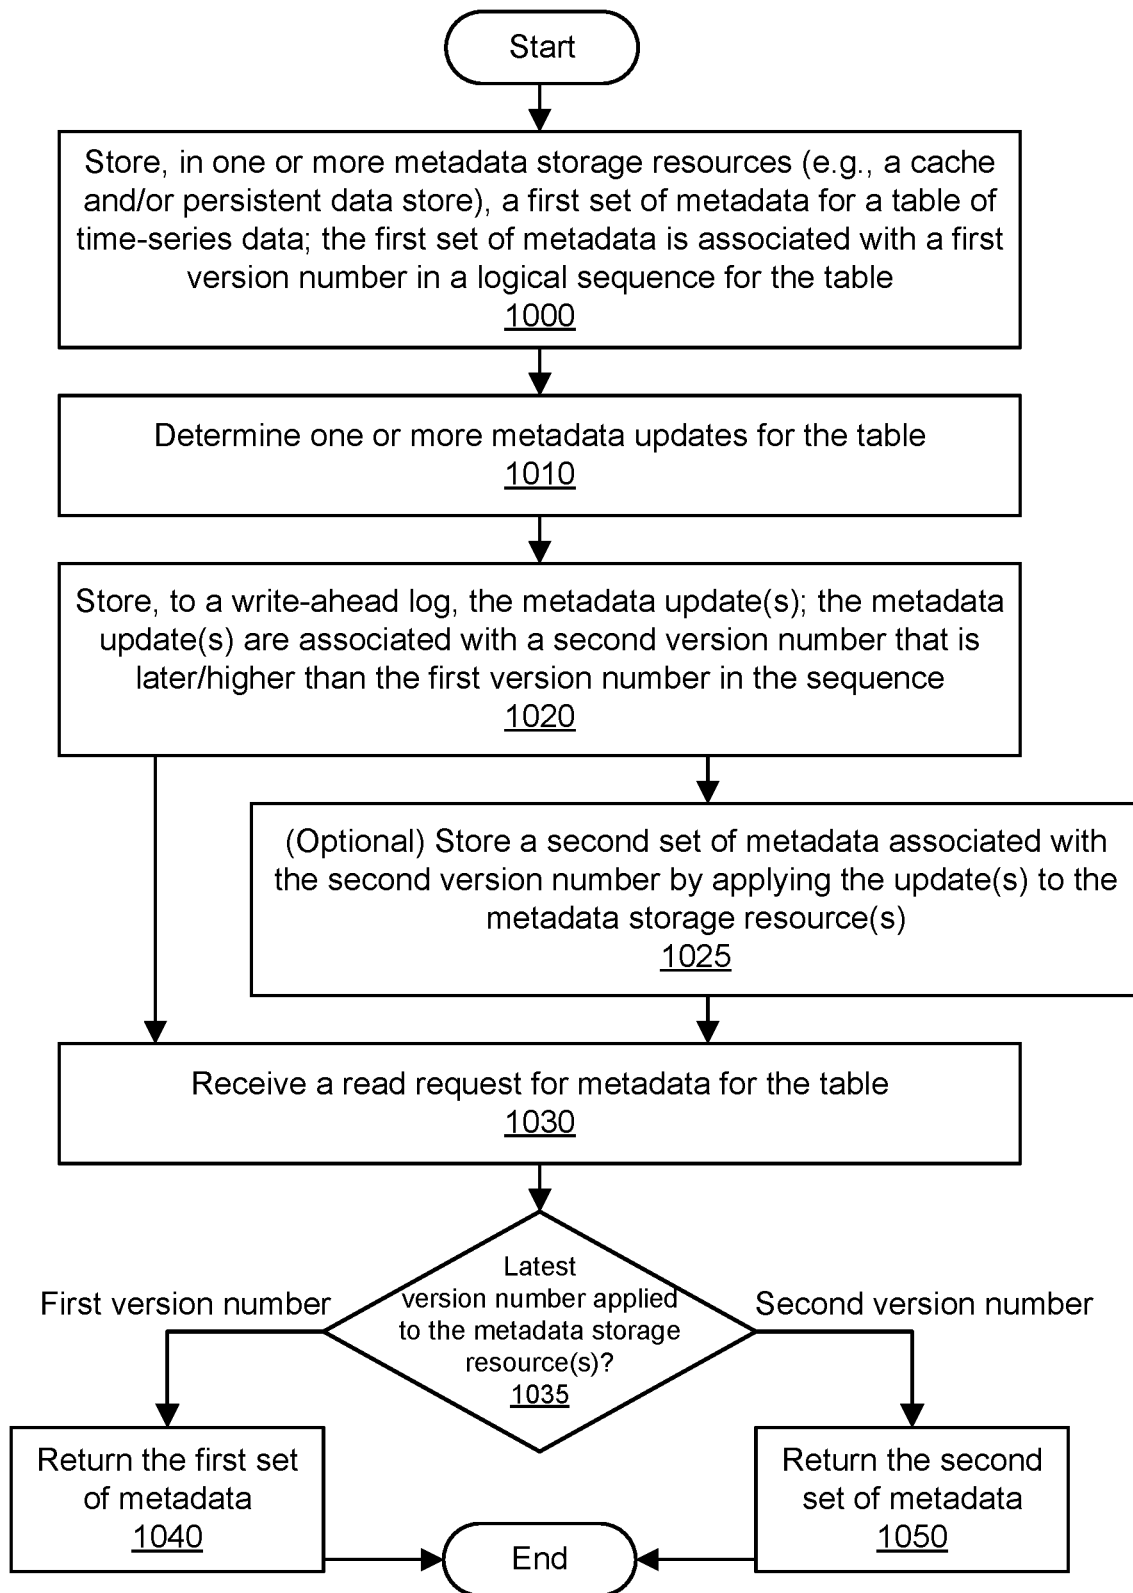 Start
Store, in one or more metadata storage resources (e.g., a cache
and/or persistent data store), a first set of metadata for a table of
time-series data; the first set of metadata is associated with a first
version number in a logical sequence for the table
1000
Determine one or more metadata updates for the table
1010
Store, to a write-ahead log, the metadata update(s); the metadata
update(s) are associated with a second version number that is
later/higher than the first version number in the sequence
1020
(Optional) Store a second set of metadata associated with
the second version number by applying the update(s) to the
metadata storage resource(s)
1025
Receive a read request for metadata for the table
1030
Latest
version number applied
to the metadata storage
resource(s)?
1035
First version number
Second version number
Return the first set
of metadata
1040
Return the second
set of metadata
1050
End